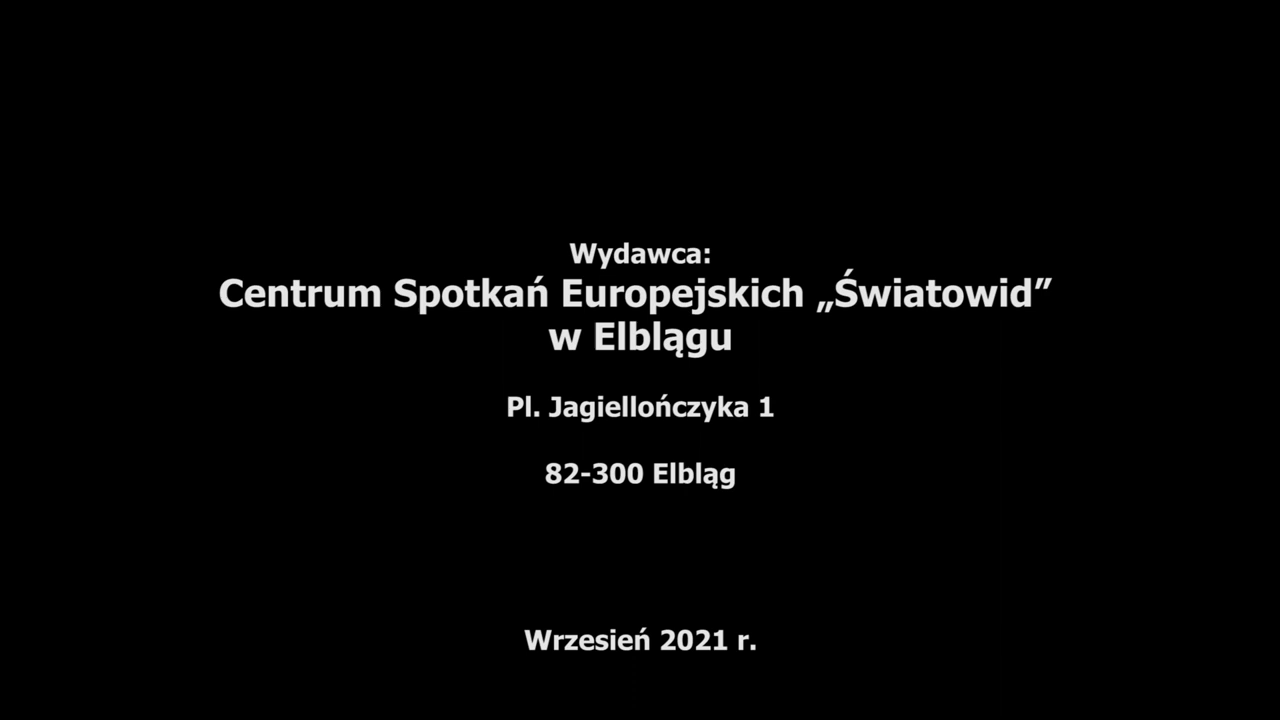 Wydawca:
Centrum Spotkań Europejskich „Światowid”
w Elblągu
Pl. Jagiellończyka 1
82-300 Elbląg
Wrzesień 2021 r.